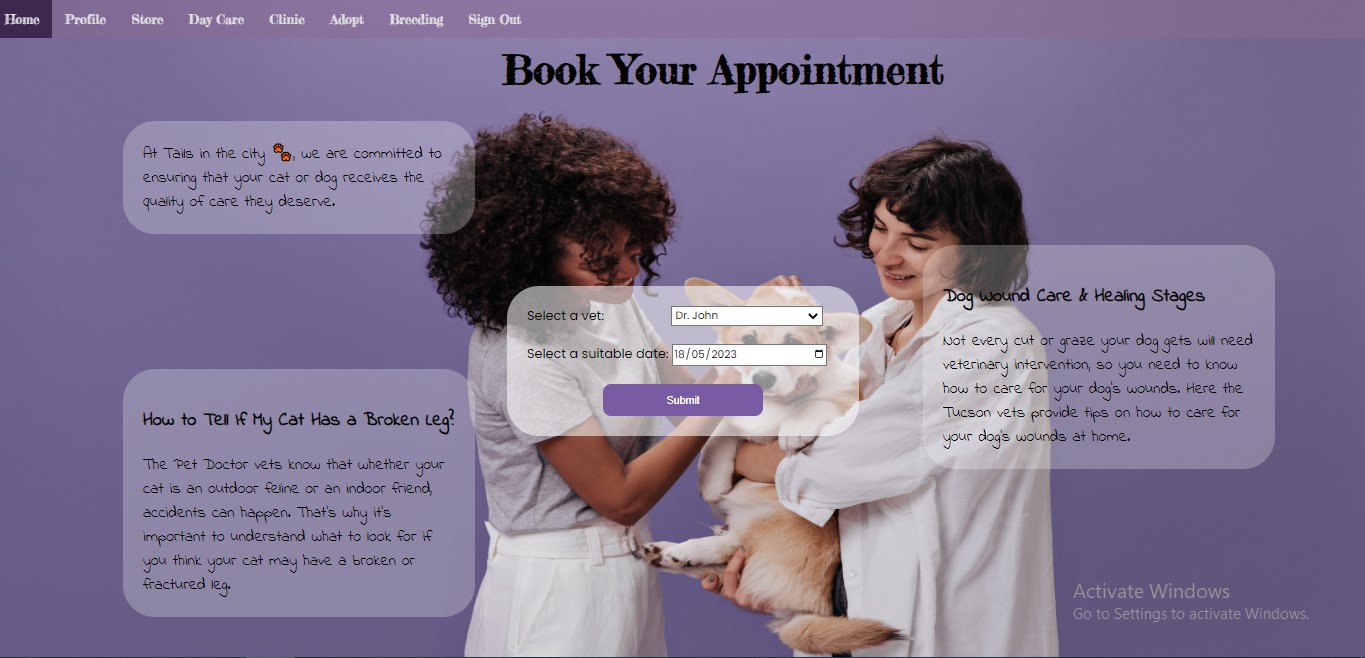 Home Profile Store Day Care Clinic Adopt Breeding Sign Out
Book Your Appointment
At Tails in the city 🐾, we are committed to
ensuring that your cat or dog receives the
quality of care they deserve.
Select a vet: Dr. John
Select a suitable date: 18/05/2023
Submit
Dog Wound Care & Healing Stages
Not every cut or graze your dog gets will need
veterinary intervention, so you need to know
how to care for your dog's wounds. Here the
Tucson vets provide tips on how to care for
your dog's wounds at home.
How to Tell If My Cat Has a Broken Leg?
The Pet Doctor vets know that whether your
cat is an outdoor feline or an indoor friend,
accidents can happen. That's why it's
important to understand what to look for if
you think your cat may have a broken or
fractured leg.
Activate Windows
Go to Settings to activate Windows.